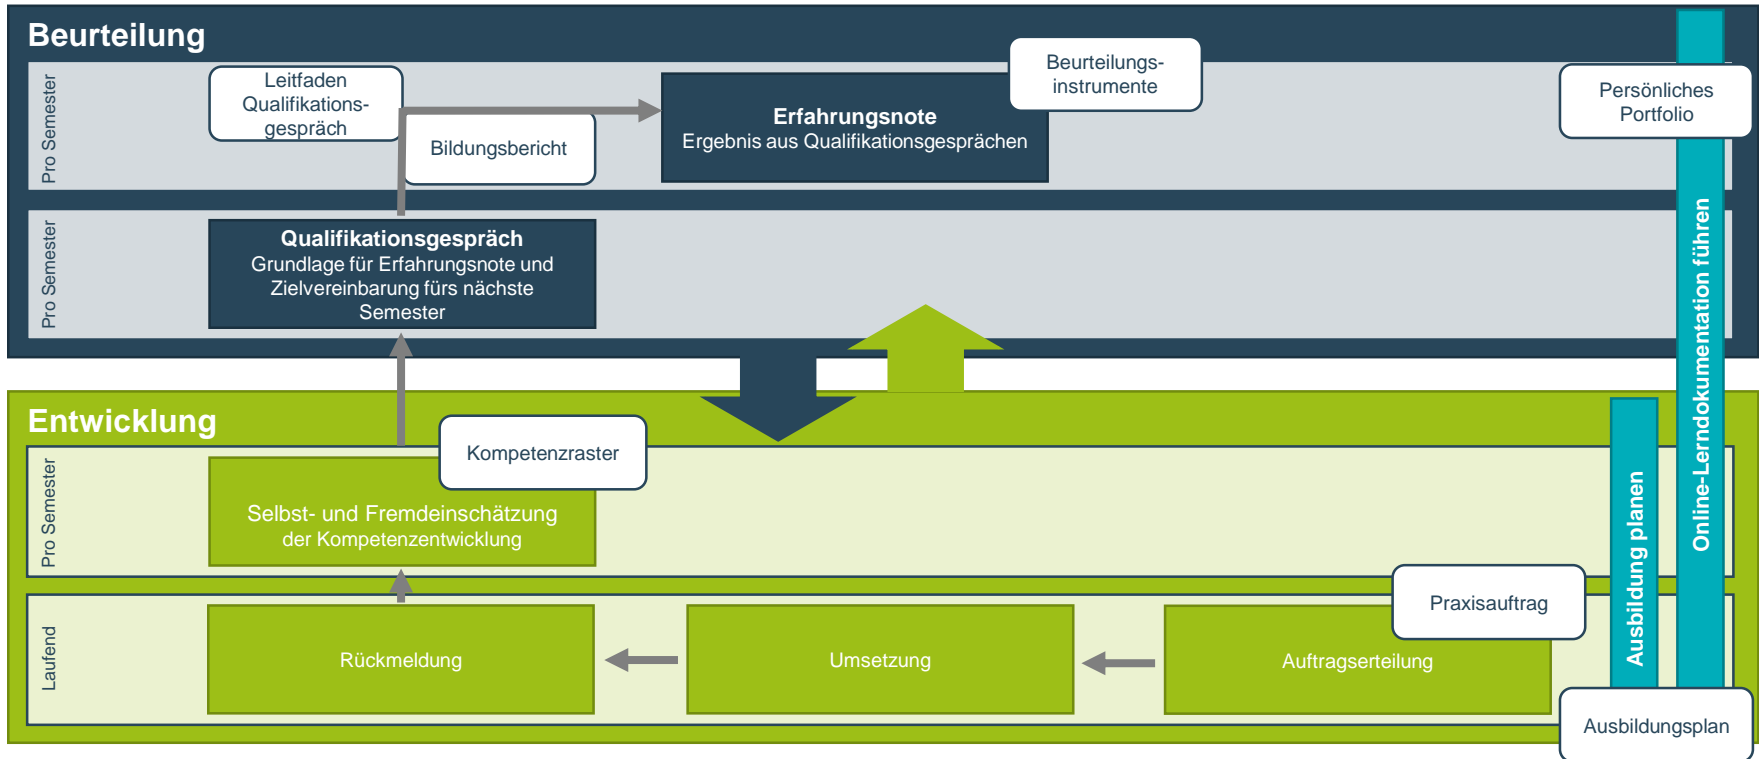 Beurteilung
Pro Semester
Leitfaden
Qualifikations-
gespräch
Bildungsbericht
Erfahrungsnote
Ergebnis aus Qualifikationsgesprächen
Beurteilungs-
instrumente
Persönliches
Portfolio
Pro Semester
Qualifikationsgespräch
Grundlage für Erfahrungsnote und
Zielvereinbarung fürs nächste
Semester
Online-Lerndokumentation führen
Entwicklung
Pro Semester
Kompetenzraster
Selbst- und Fremdeinschätzung
der Kompetenzentwicklung
Ausbildung planen
Laufend
Rückmeldung
Umsetzung
Praxisauftrag
Auftragserteilung
Ausbildungsplan